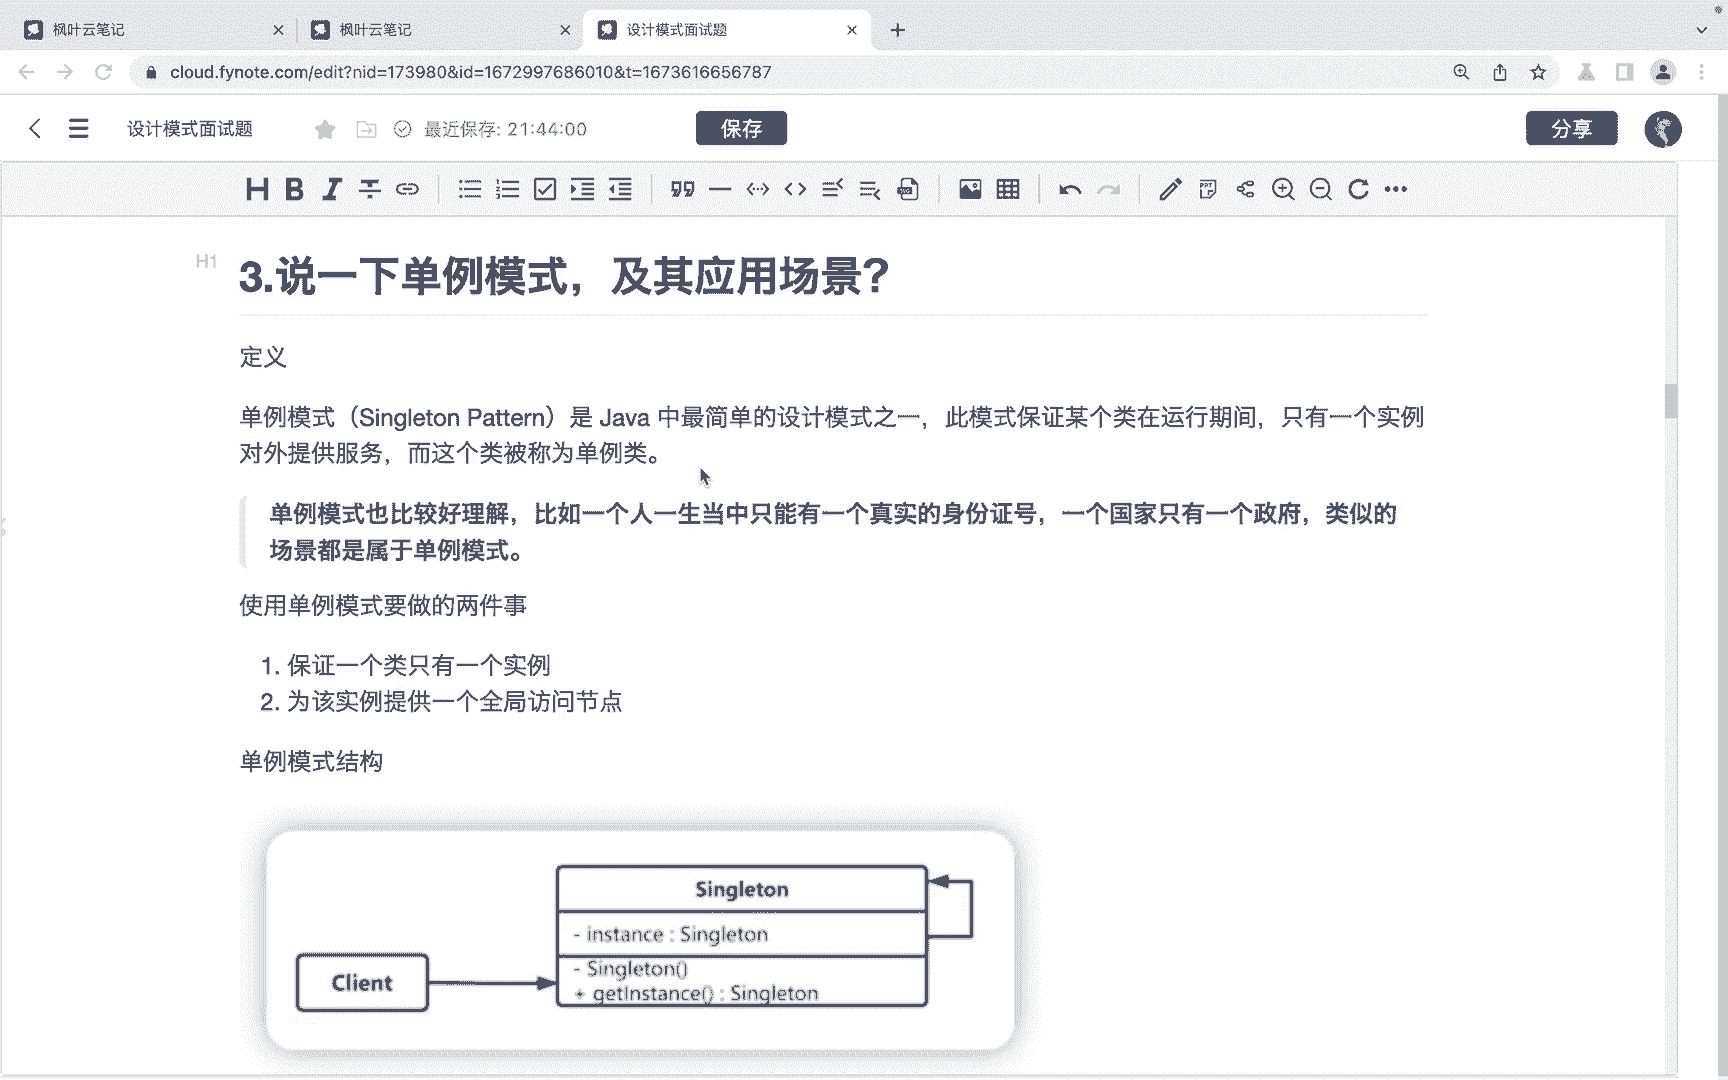 枫叶云笔记
枫叶云笔记
设计模式面试题
cloud.fynote.com/edit?nid=173980&id=1672997686010&t=1673616656787
设计模式面试题
最近保存: 21:44:00
保存
分享
H B I
H1
3.说一下单例模式，及其应用场景？
定义
单例模式（Singleton Pattern）是 Java 中最简单的设计模式之一，此模式保证某个类在运行期间，只有一个实例
对外提供服务，而这个类被称为单例类。
单例模式也比较好理解，比如一个人一生当中只能有一个真实的身份证号，一个国家只有一个政府，类似的
场景都是属于单例模式。
使用单例模式要做的两件事
1. 保证一个类只有一个实例
2. 为该实例提供一个全局访问节点
单例模式结构
Singleton
- instance : Singleton
- Singleton()
+ getInstance() : Singleton
Client